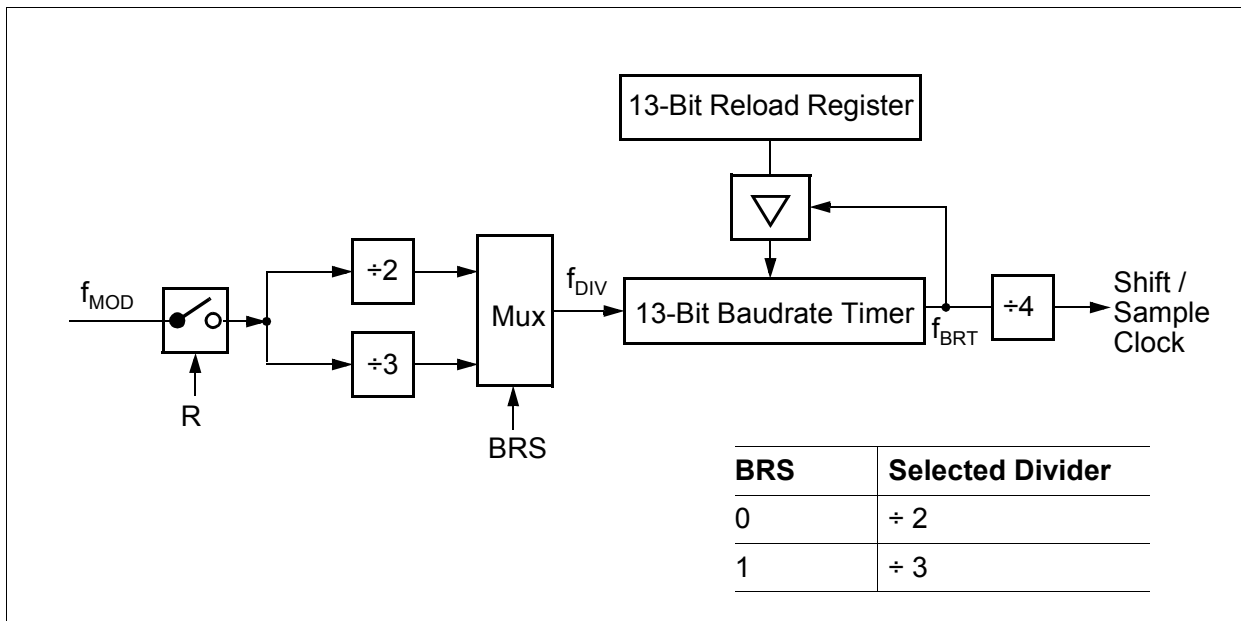 13-Bit Reload Register
f_MOD
÷2
÷3
R
Mux
BRS
f_DIV
13-Bit Baudrate Timer
f_BRT
÷4
Shift /
Sample
Clock
BRS Selected Divider
0 ÷ 2
1 ÷ 3